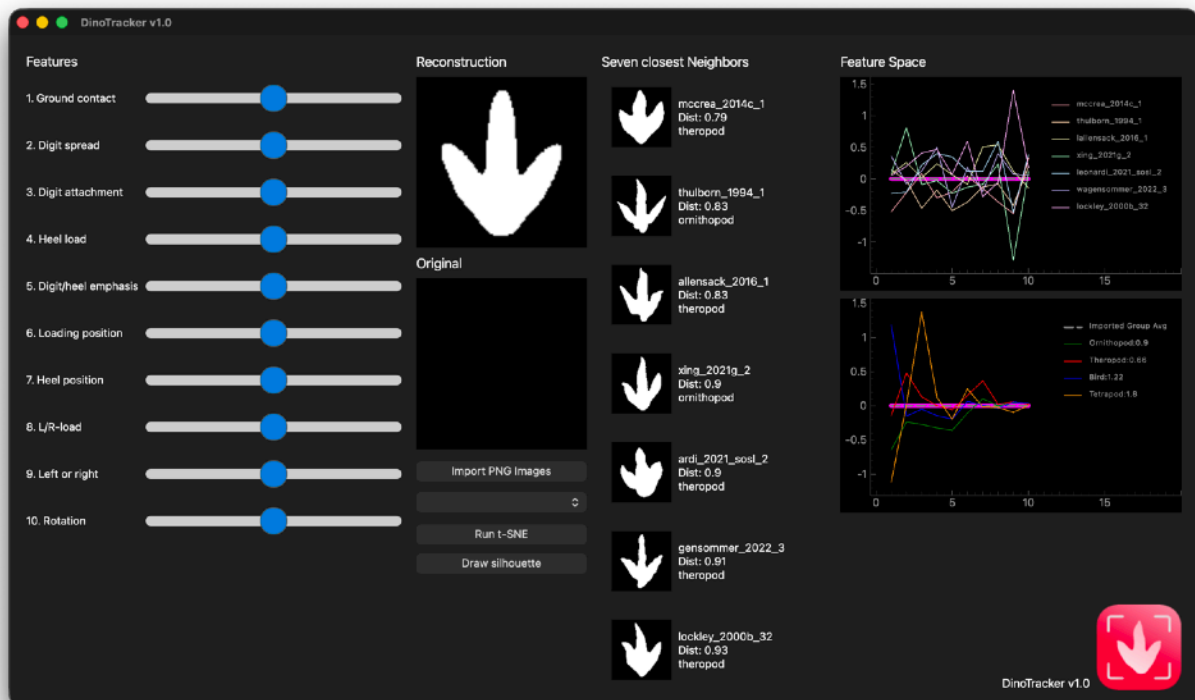 DinoTracker v1.0
Features
1. Ground contact
2. Digit spread
3. Digit attachment
4. Heel load
5. Digit/heel emphasis
6. Loading position
7. Heel position
8. L/R-load
9. Left or right
10. Rotation
Reconstruction
Original
Import PNG Images
Run t-SNE
Draw silhouette
Seven closest Neighbors
mccrea_2014c_1
Dist: 0.79
theropod
thulborn_1994_1
Dist: 0.83
ornithopod
allensack_2016_1
Dist: 0.83
theropod
xing_2021g_2
Dist: 0.9
ornithopod
ardi_2021_sosl_2
Dist: 0.9
theropod
gensommer_2022_3
Dist: 0.91
theropod
lockley_2000b_32
Dist: 0.93
theropod
Feature Space
1.5
1
0.5
0
-0.5
-1
0 5 10 15
mccrea_2014c_1
thulborn_1994_1
lallensack_2016_1
xing_2021g_2
leonardi_2021_sosl_2
wagensommer_2022_3
lockley_2000b_32
1.5
1
0.5
0
-0.5
-1
0 5 10 15
Imported Group Avg
Ornithopod:0.9
Theropod:0.66
Bird:1.22
Tetrapod:1.8
DinoTracker v1.0